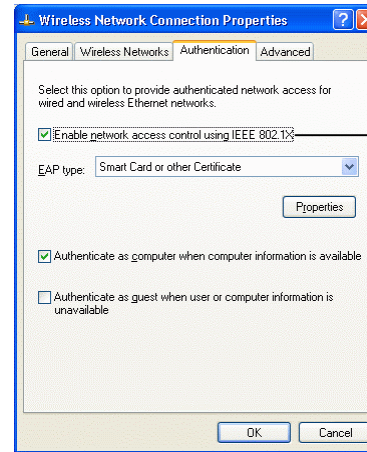 Wireless Network Connection Properties
General Wireless Networks Authentication Advanced
Select this option to provide authenticated network access for
wired and wireless Ethernet networks.
Enable network access control using IEEE 802.1X
EAP type: Smart Card or other Certificate
Properties
Authenticate as computer when computer information is available
Authenticate as guest when user or computer information is
unavailable
OK Cancel